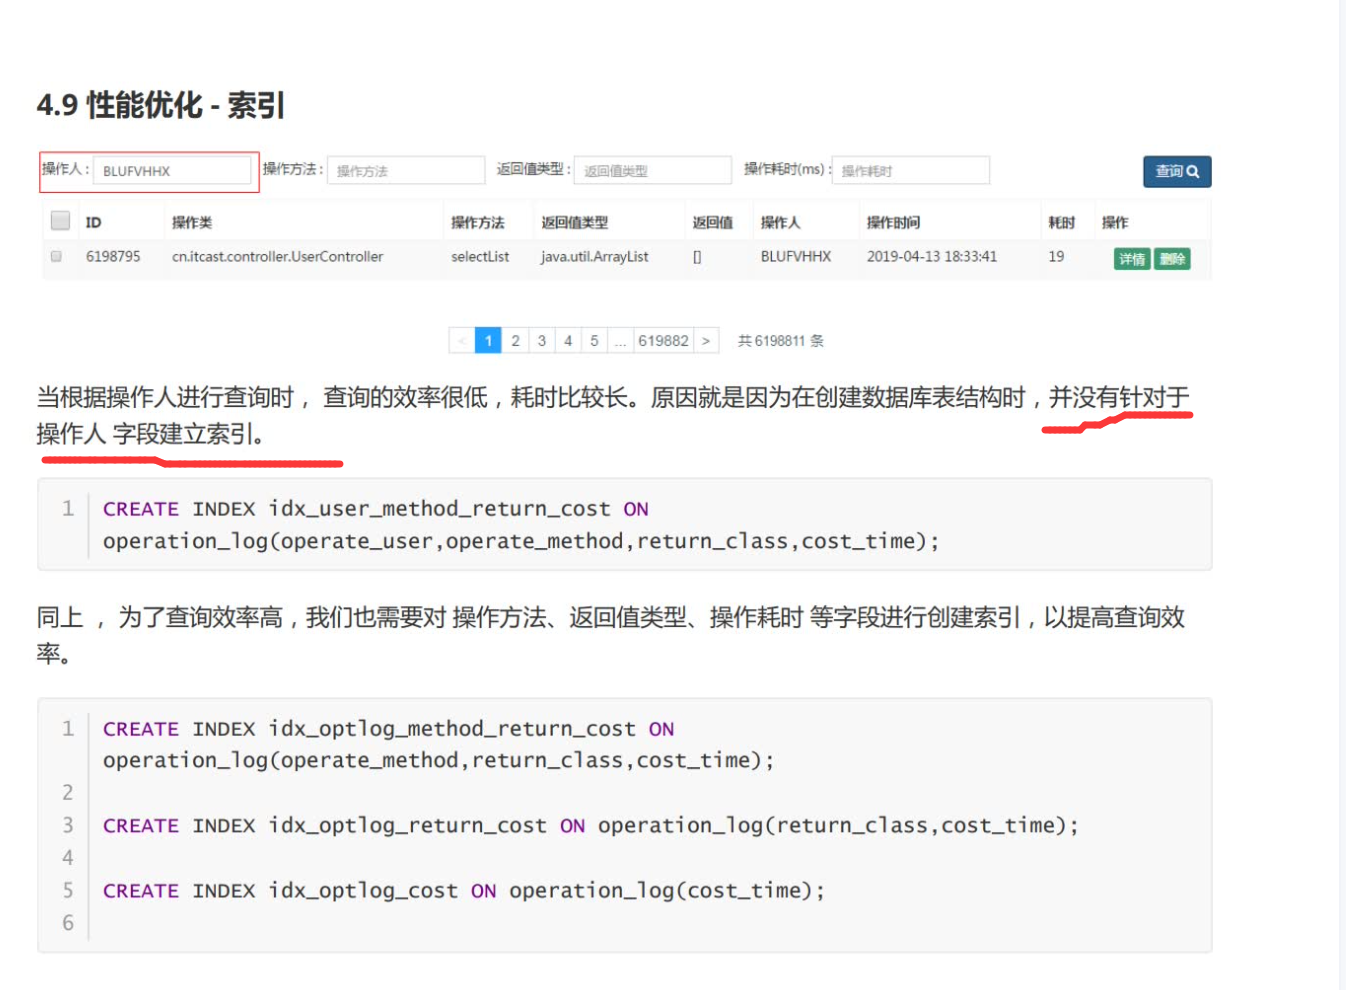 4.9 性能优化 - 索引
操作人： BLUFVHHX 操作方法： 操作方法 返回值类型： 返回值类型 操作耗时(ms)： 操作耗时 查询
ID 操作类 操作方法 返回值类型 返回值 操作人 操作时间 耗时 操作
6198795 cn.itcast.controller.UserController selectList java.util.ArrayList [] BLUFVHHX 2019-04-13 18:33:41 19 详情 删除
< 1 2 3 4 5 ... 619882 > 共 6198811 条
当根据操作人进行查询时 ， 查询的效率很低，耗时比较长。原因就是因为在创建数据库表结构时，并没有针对于
操作人 字段建立索引。
1 CREATE INDEX idx_user_method_return_cost ON
operation_log(operate_user,operate_method,return_class,cost_time);
同上 ， 为了查询效率高，我们也需要对 操作方法、返回值类型、操作耗时 等字段进行创建索引，以提高查询效
率。
1 CREATE INDEX idx_optlog_method_return_cost ON
operation_log(operate_method,return_class,cost_time);
2
3 CREATE INDEX idx_optlog_return_cost ON operation_log(return_class,cost_time);
4
5 CREATE INDEX idx_optlog_cost ON operation_log(cost_time);
6